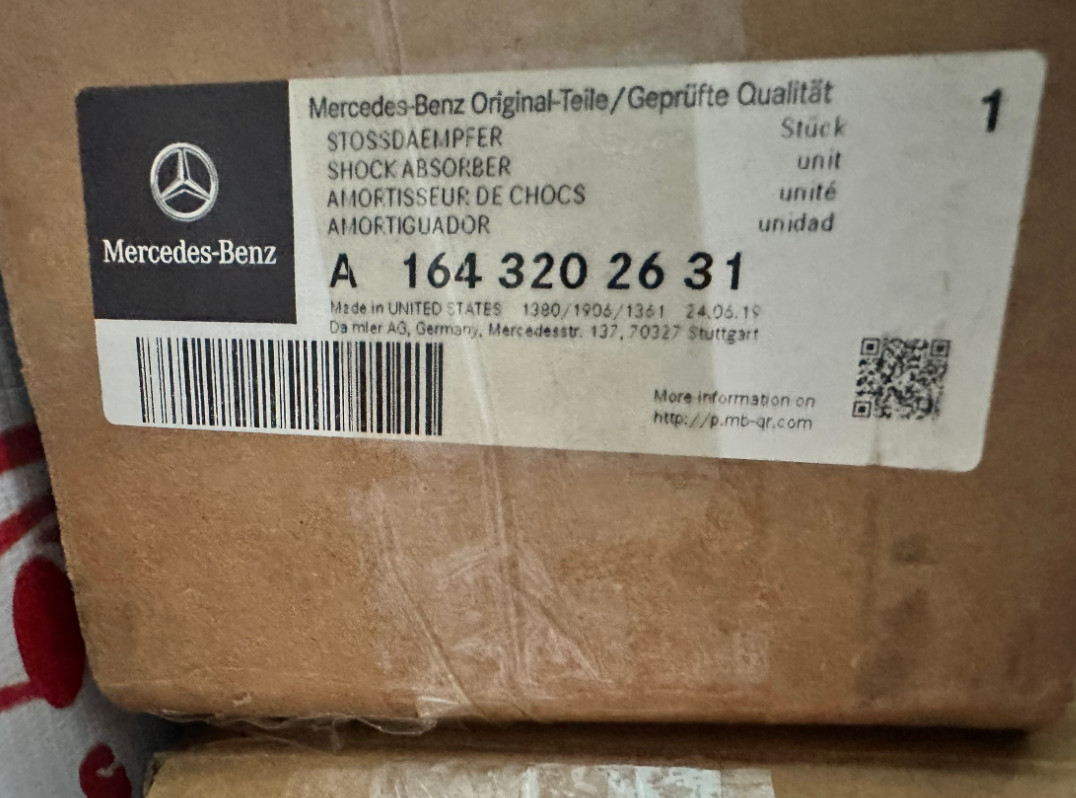 Mercedes-Benz Original-Teile/Geprüfte Qualität
1
STOSSDAEMPFER Stück
SHOCK ABSORBER unit
AMORTISSEUR DE CHOCS unité
AMORTIGUADOR unidad
Mercedes-Benz
A 164 320 26 31
Made in UNITED STATES 1380/1906/1361 24.06.19
Daimler AG, Germany, Mercedesstr. 137, 70327 Stuttgart
More information on
http://p.mb-qr.com